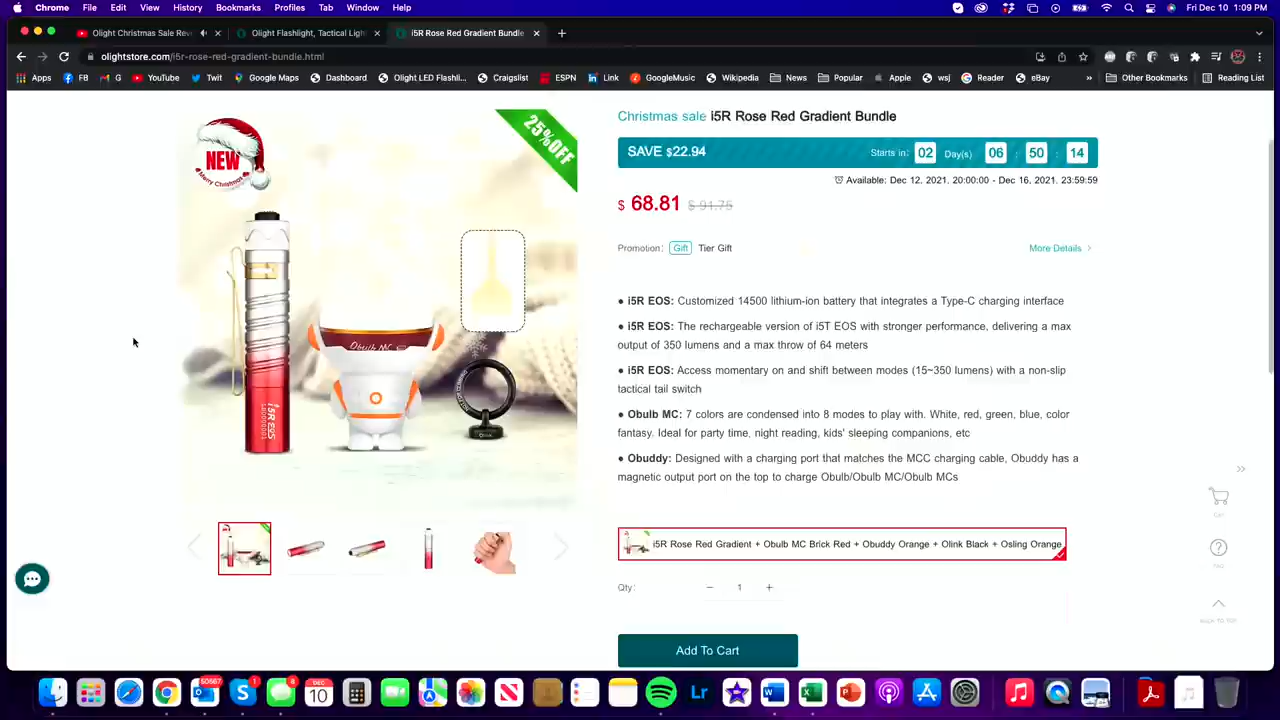 Chrome File Edit View History Bookmarks Profiles Tab Window Help Fri Dec 10 1:09 PM
Olight Christmas Sale Rev Olight Flashlight, Tactical Ligh i5R Rose Red Gradient Bundle
olightstore.com/i5r-rose-red-gradient-bundle.html
Apps FB G YouTube Twit Google Maps Dashboard Olight LED Flashli... Craigslist ESPN Link GoogleMusic Wikipedia News Popular Apple wsj Reader eBay » Other Bookmarks Reading List
NEW
Merry Christmas
25%OFF
i5R EOS
Obulb MC
Christmas sale i5R Rose Red Gradient Bundle
SAVE $22.94 Starts in: 02 Day(s) 06 : 50 : 14
Available: Dec 12, 2021, 20:00:00 - Dec 16, 2021, 23:59:59
$ 68.81 $ 91.75
Promotion: Gift Tier Gift More Details
● i5R EOS: Customized 14500 lithium-ion battery that integrates a Type-C charging interface
● i5R EOS: The rechargeable version of i5T EOS with stronger performance, delivering a max
output of 350 lumens and a max throw of 64 meters
● i5R EOS: Access momentary on and shift between modes (15~350 lumens) with a non-slip
tactical tail switch
● Obulb MC: 7 colors are condensed into 8 modes to play with. White, red, green, blue, color
fantasy. Ideal for party time, night reading, kids' sleeping companions, etc
● Obuddy: Designed with a charging port that matches the MCC charging cable, Obuddy has a
magnetic output port on the top to charge Obulb/Obulb MC/Obulb MCs
i5R Rose Red Gradient + Obulb MC Brick Red + Obuddy Orange + Olink Black + Osling Orange
Qty: − 1 +
Add To Cart
Cart
FAQ
BACK TO TOP
DEC
10
Lr